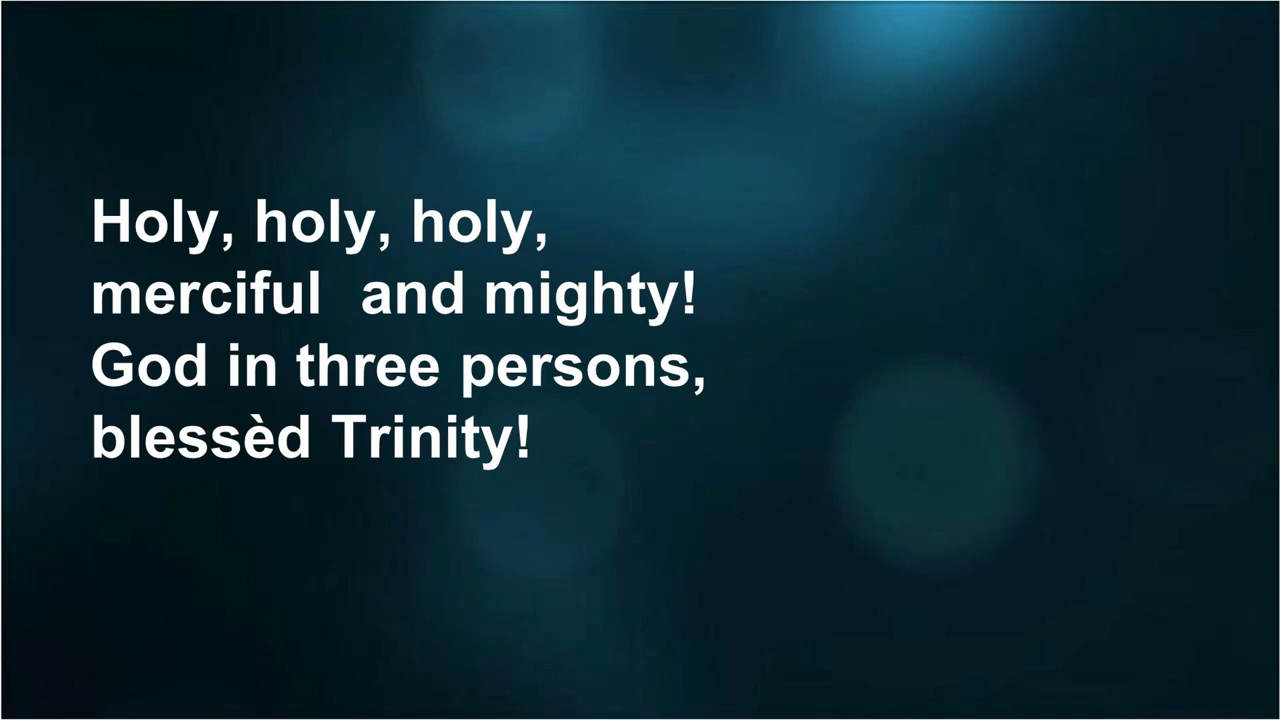 Holy, holy, holy,
merciful  and mighty!
God in three persons,
blessèd Trinity!